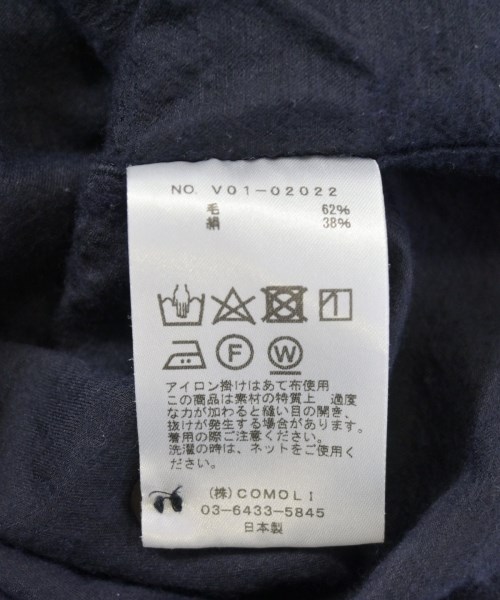 NO. V01-02022
毛 62%
絹 38%
F W
アイロン掛けはあて布使用
この商品は素材の特質上、過度
な力が加わると縫い目の開き、
抜けが発生する場合があります。
着用の際ご注意ください。
洗濯の時は、ネットをご使用く
ださい。
(株) COMOLI
03-6433-5845
日本製